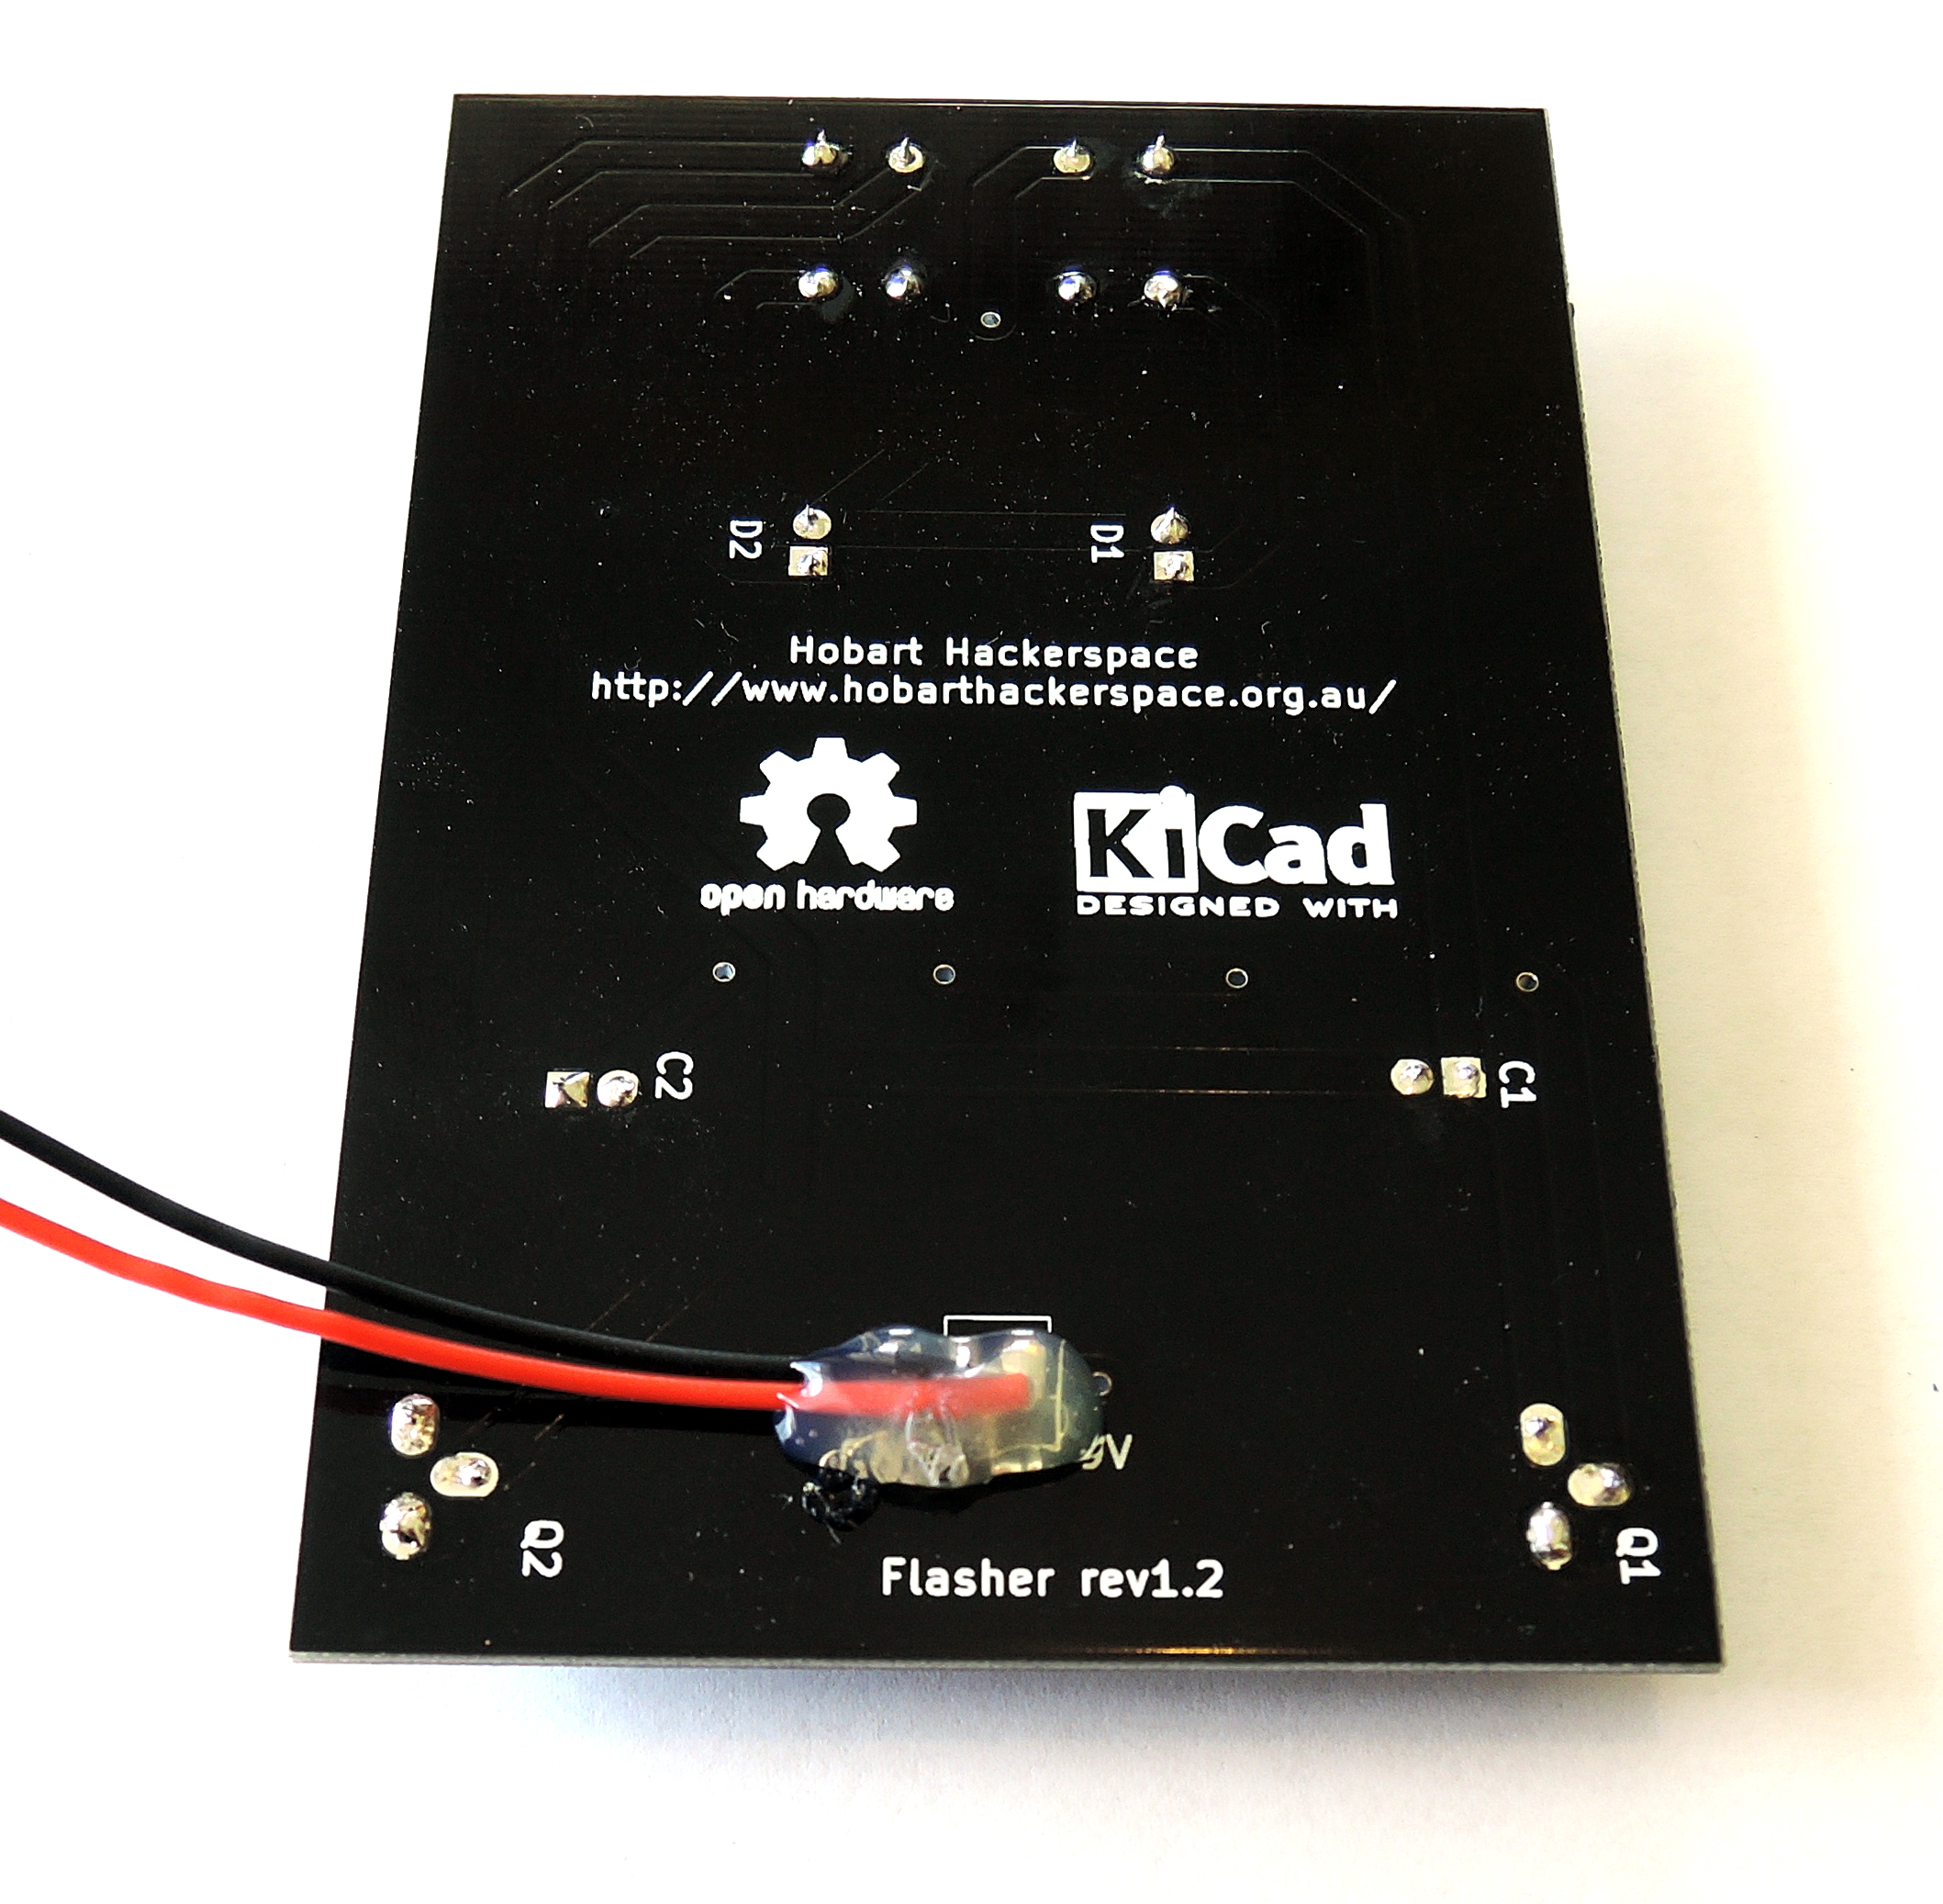 D2
D1
Hobart Hackerspace
http://www.hobarthackerspace.org.au/
open hardware
KiCad
DESIGNED WITH
C2
C1
Q2
Q1
Flasher rev1.2